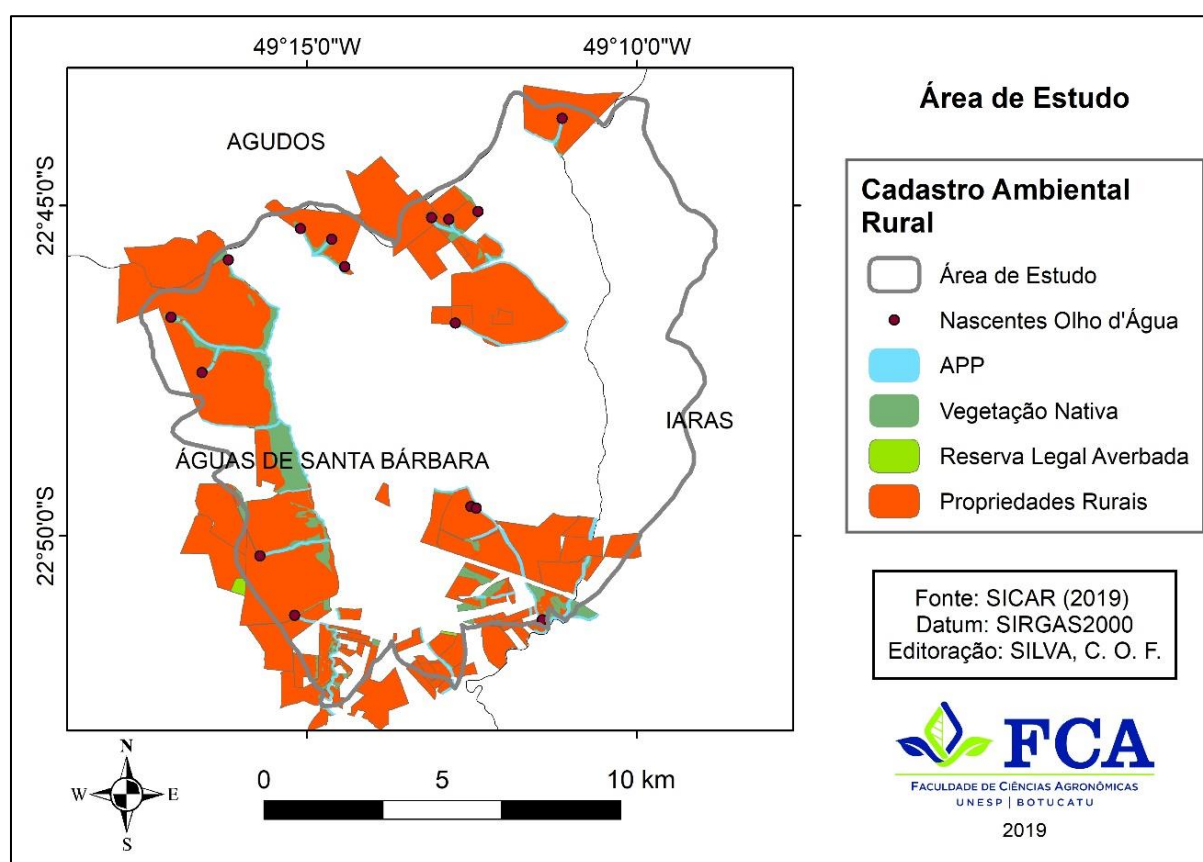 49°15'0"W
49°10'0"W
22°45'0"S
22°50'0"S
AGUDOS
IARAS
ÁGUAS DE SANTA BÁRBARA
N
W
E
S
0
5
10 km
Área de Estudo
Cadastro Ambiental
Rural
Área de Estudo
Nascentes Olho d'Água
APP
Vegetação Nativa
Reserva Legal Averbada
Propriedades Rurais
Fonte: SICAR (2019)
Datum: SIRGAS2000
Editoração: SILVA, C. O. F.
FCA
FACULDADE DE CIÊNCIAS AGRONÔMICAS
UNESP | BOTUCATU
2019